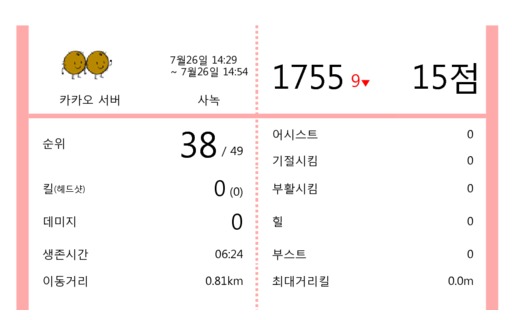 7월26일 14:29
~ 7월26일 14:54
카카오 서버
사녹
1755 9▼
15점
순위 38 / 49
킬(헤드샷) 0 (0)
데미지 0
생존시간 06:24
이동거리 0.81km
어시스트 0
기절시킴 0
부활시킴 0
힐 0
부스트 0
최대거리킬 0.0m